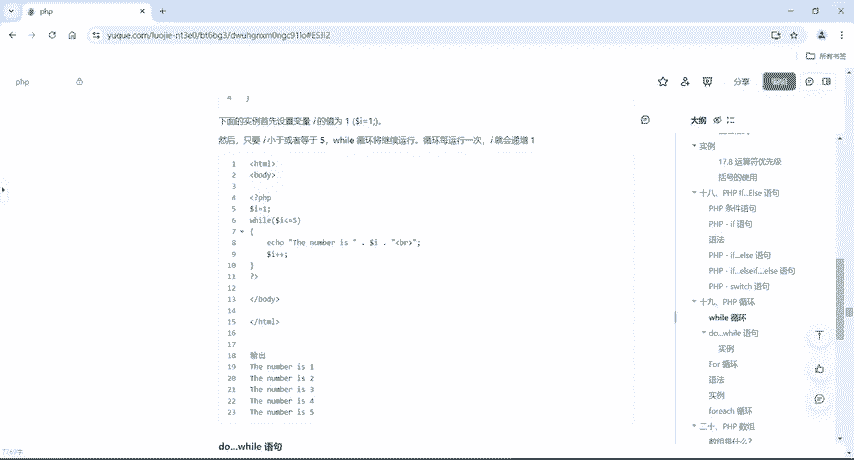 php
yuque.com/luojie-nt3e0/bt6bg3/
所有书签
php
分享
4 }
下面的实例首先设置变量 i 的值为 1 ($i=1;)。
然后，只要 i 小于或者等于 5，while 循环将继续运行。循环每运行一次，i 就会递增 1
1 <html>
2 <body>
3
4 <?php
5 $i=1;
6 while($i<=5)
7 {
8 echo "The number is " . $i . "<br>";
9 $i++;
10 }
11 ?>
12
13 </body>
14
15 </html>
16
17
18 输出
19 The number is 1
20 The number is 2
21 The number is 3
22 The number is 4
23 The number is 5
do...while 语句
大纲
实例
17.8 运算符优先级
括号的使用
十八、PHP If...Else 语句
PHP 条件语句
PHP - if 语句
语法
PHP - if...else 语句
PHP - if...elseif...else 语句
PHP - switch 语句
十九、PHP 循环
while 循环
do...while 语句
实例
For 循环
语法
实例
foreach 循环
二十、PHP 数组
数组是什么？